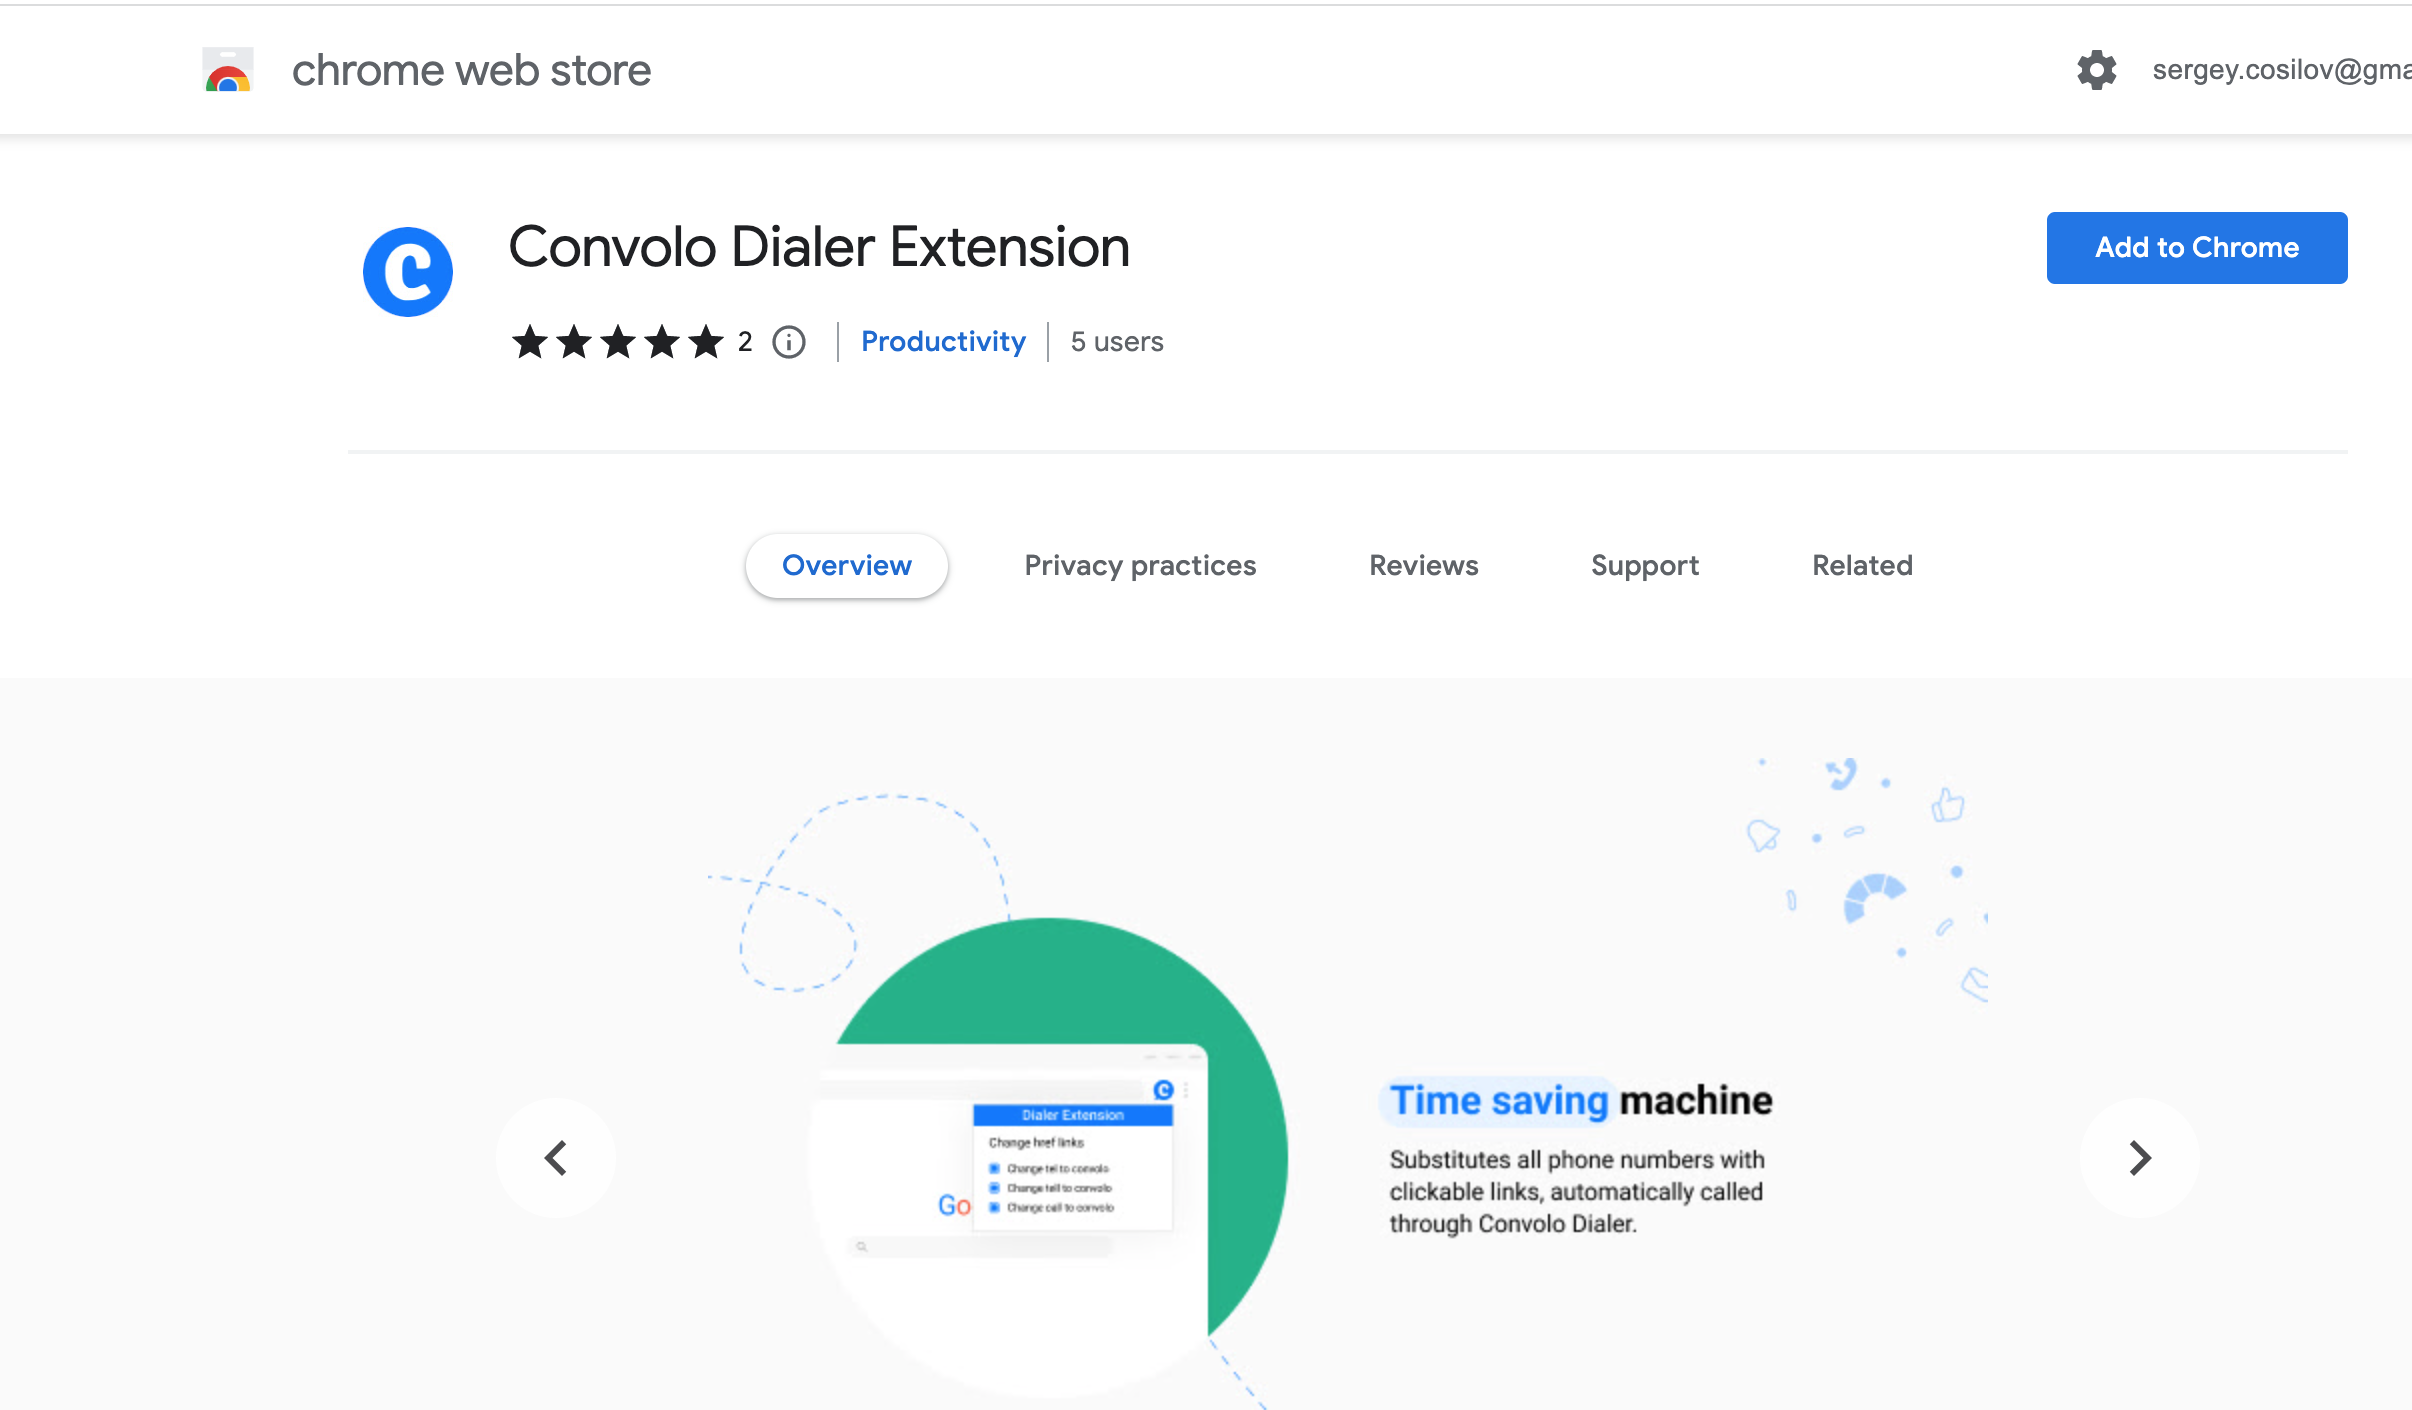 chrome web store
sergey.cosilov@gma
Convolo Dialer Extension
Add to Chrome
2
Productivity
5 users
Overview
Privacy practices
Reviews
Support
Related
Dialer Extension
Change href links
Change tel to convolo
Change tell to convolo
Change call to convolo
Go
Time saving machine
Substitutes all phone numbers with
clickable links, automatically called
through Convolo Dialer.